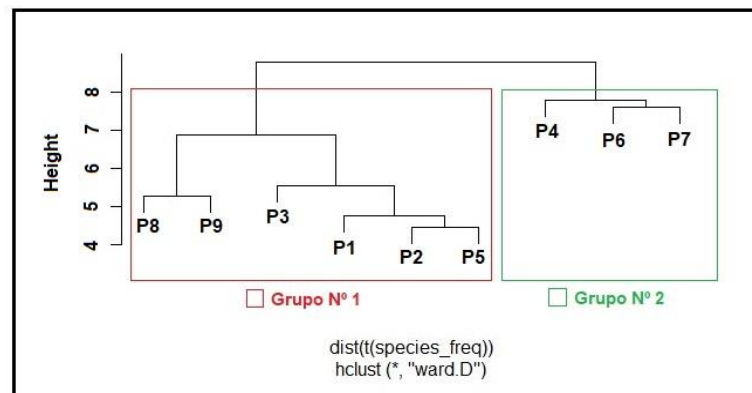 Height
8
7
6
5
4
P4
P6
P7
P8
P9
P3
P1
P2
P5
Grupo Nº 1
Grupo Nº 2
dist(t(species_freq))
hclust (*, "ward.D")